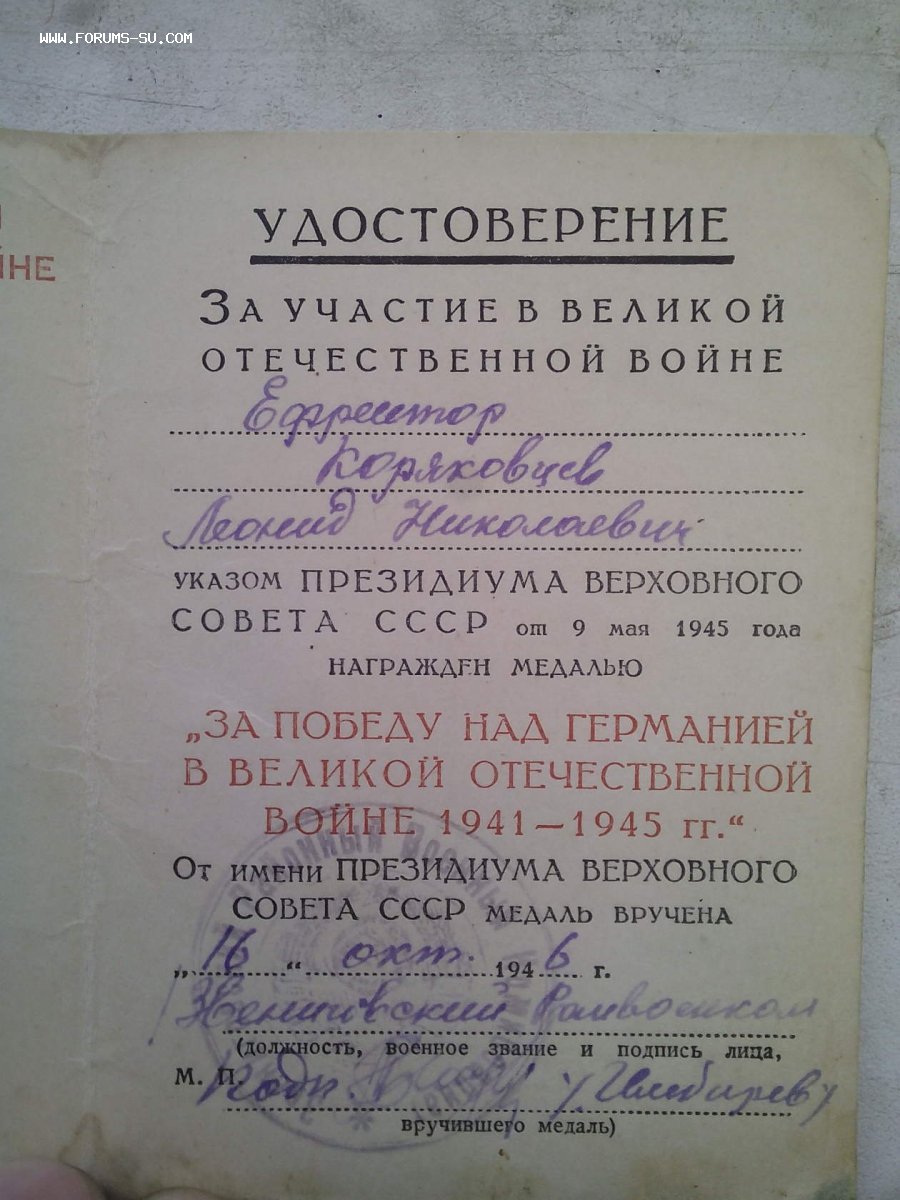 WWW.FORUMS-SU.COM
ЙНЕ
УДОСТОВЕРЕНИЕ
ЗА УЧАСТИЕ В ВЕЛИКОЙ
ОТЕЧЕСТВЕННОЙ ВОЙНЕ
Ефрейтор
Коряковцев
Леонид Николаевич
УКАЗОМ ПРЕЗИДИУМА ВЕРХОВНОГО
СОВЕТА СССР от 9 мая 1945 года
НАГРАЖДЕН МЕДАЛЬЮ
„ЗА ПОБЕДУ НАД ГЕРМАНИЕЙ
В ВЕЛИКОЙ ОТЕЧЕСТВЕННОЙ
ВОЙНЕ 1941—1945 гг.“
От имени ПРЕЗИДИУМА ВЕРХОВНОГО
СОВЕТА СССР МЕДАЛЬ ВРУЧЕНА
„16“ окт. 1946 г.
Райвоенком
(должность, военное звание и подпись лица,
М. П.
вручившего медаль)